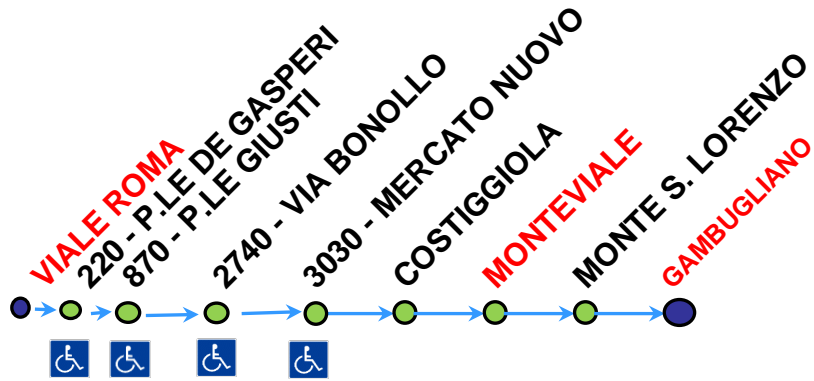 VIALE ROMA
220 - P.LE DE GASPERI
870 - P.LE GIUSTI
2740 - VIA BONOLLO
3030 - MERCATO NUOVO
COSTIGGIOLA
MONTEVIALE
MONTE S. LORENZO
GAMBUGLIANO